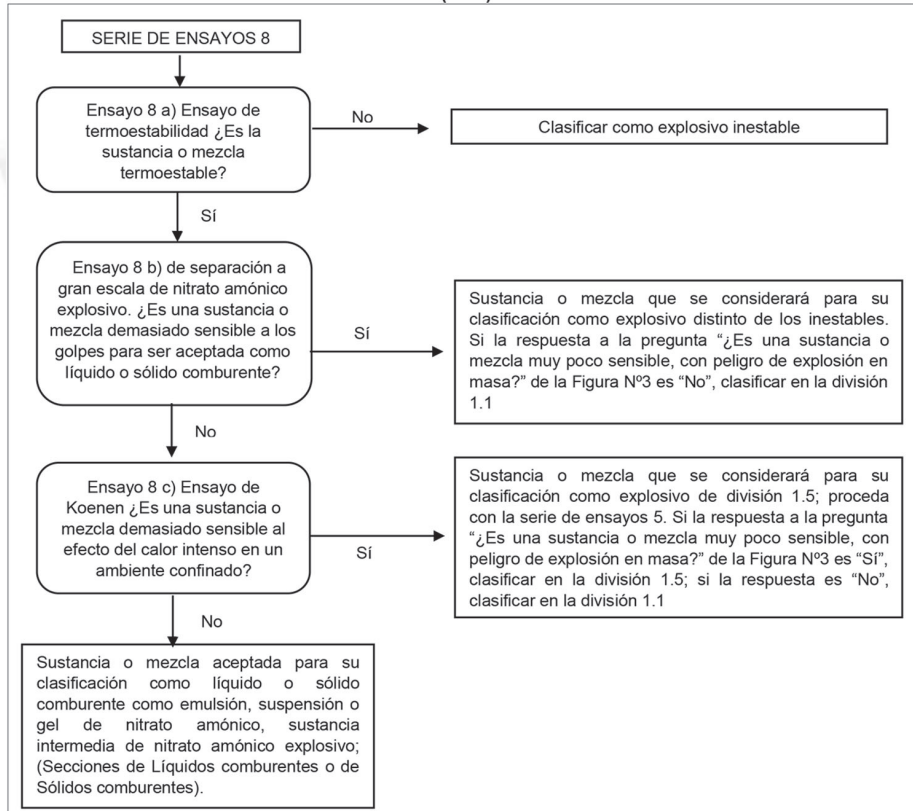 SERIE DE ENSAYOS 8
Ensayo 8 a) Ensayo de
termoestabilidad ¿Es la
sustancia o mezcla
termoestable?
No
Clasificar como explosivo inestable
Sí
Ensayo 8 b) de separación a
gran escala de nitrato amónico
explosivo. ¿Es una sustancia o
mezcla demasiado sensible a los
golpes para ser aceptada como
líquido o sólido comburente?
Sí
Sustancia o mezcla que se considerará para su
clasificación como explosivo distinto de los inestables.
Si la respuesta a la pregunta “¿Es una sustancia o
mezcla muy poco sensible, con peligro de explosión en
masa?” de la Figura Nº3 es “No”, clasificar en la división
1.1
No
Ensayo 8 c) Ensayo de
Koenen ¿Es una sustancia o
mezcla demasiado sensible al
efecto del calor intenso en un
ambiente confinado?
Sí
Sustancia o mezcla que se considerará para su
clasificación como explosivo de división 1.5; proceda
con la serie de ensayos 5. Si la respuesta a la pregunta
“¿Es una sustancia o mezcla muy poco sensible, con
peligro de explosión en masa?” de la Figura Nº3 es “Sí”,
clasificar en la división 1.5; si la respuesta es “No”,
clasificar en la división 1.1
No
Sustancia o mezcla aceptada para su
clasificación como líquido o sólido
comburente como emulsión, suspensión o
gel de nitrato amónico, sustancia
intermedia de nitrato amónico explosivo;
(Secciones de Líquidos comburentes o de
Sólidos comburentes).